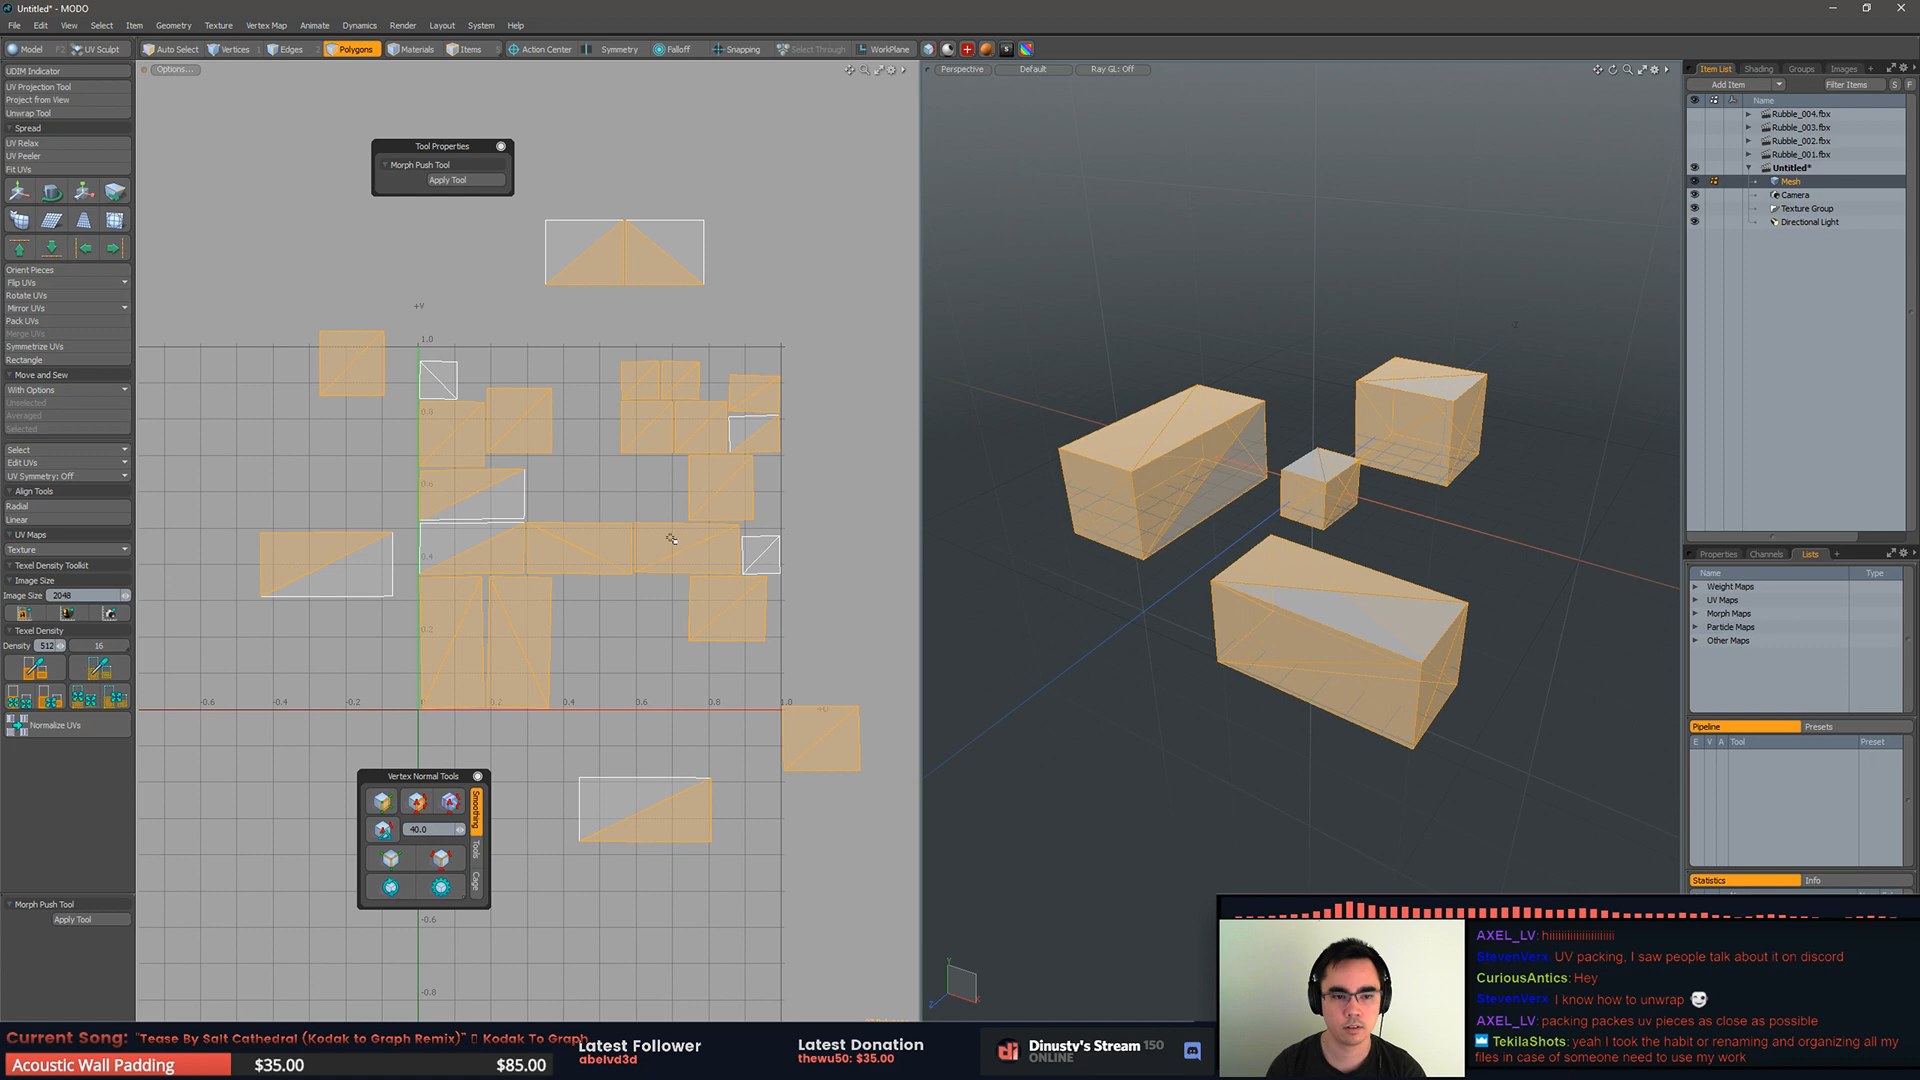 Untitled* - MODO
File Edit View Select Item Geometry Texture Vertex Map Animate Dynamics Render Layout System Help
Model F2 UV Sculpt Auto Select Vertices 1 Edges 2 Polygons Materials Items 5 Action Center Symmetry Falloff Snapping Select Through WorkPlane
UDIM Indicator
UV Projection Tool
Project from View
Unwrap Tool
Spread
UV Relax
UV Peeler
Fit UVs
Orient Pieces
Flip UVs
Rotate UVs
Mirror UVs
Pack UVs
Merge UVs
Symmetrize UVs
Rectangle
Move and Sew
With Options
Unselected
Averaged
Selected
Select
Edit UVs
UV Symmetry: Off
Align Tools
Radial
Linear
UV Maps
Texture
Texel Density Toolkit
Image Size
Image Size 2048
Texel Density
Density 512 16
Normalize UVs
Morph Push Tool
Apply Tool
Options...
Tool Properties
Morph Push Tool
Apply Tool
+V
1.0
0.8
0.6
0.4
0.2
-0.6 -0.4 -0.2 0 0.2 0.4 0.6 0.8 1.0 +U
-0.6
-0.8
Vertex Normal Tools
40.0
Smoothing
Tools
Cage
Perspective Default Ray GL: Off
Z
Y
Z X
Item List Shading Groups Images +
Add Item Filter Items S F
Name
Rubble_004.fbx
Rubble_003.fbx
Rubble_002.fbx
Rubble_001.fbx
Untitled*
Mesh
Camera
Texture Group
Directional Light
Properties Channels Lists +
Name Type
Weight Maps
UV Maps
Morph Maps
Particle Maps
Other Maps
Pipeline Presets
E V A Tool Preset
Statistics Info
AXEL_LV: hiiiiiiiiiiiiiiiiiiiiii
StevenVerx: UV packing, I saw people talk about it on discord
CuriousAntics: Hey
StevenVerx: I know how to unwrap
AXEL_LV: packing packes uv pieces as close as possible
TekilaShots: yeah I took the habit or renaming and organizing all my
files in case of someone need to use my work
Current Song: "Tease By Salt Cathedral (Kodak to Graph Remix)" Kodak To Graph
Acoustic Wall Padding $35.00 $85.00
Latest Follower
abelvd3d
Latest Donation
thewu50: $35.00
Dinusty's Stream 150
ONLINE